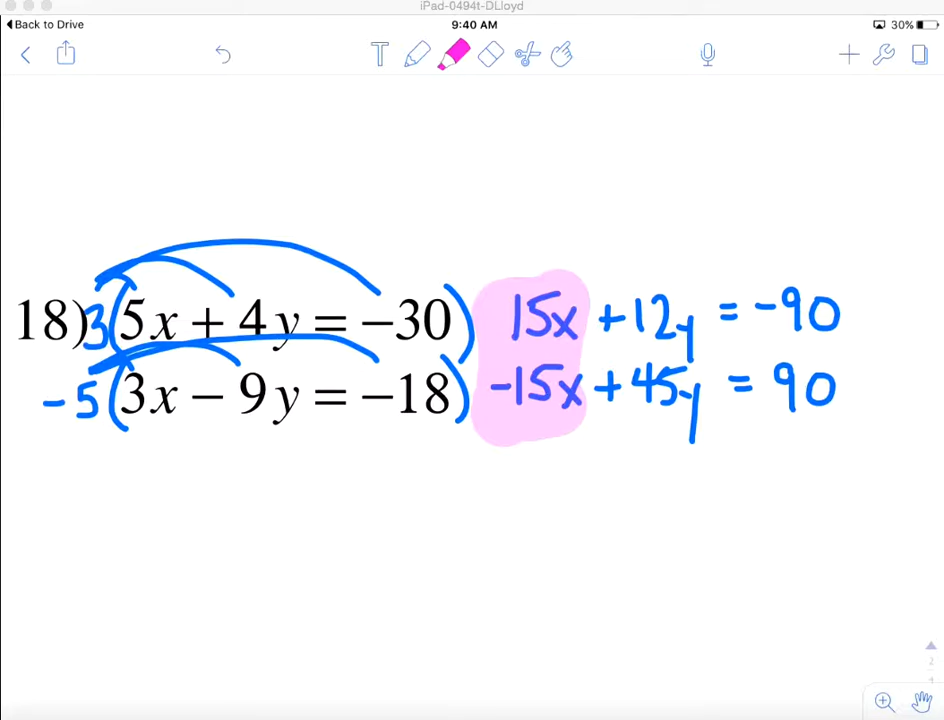 iPad-0494t-DLloyd
Back to Drive 9:40 AM 30%
T
18) 3(5x + 4y = −30) 15x + 12y = -90
-5(3x − 9y = −18) -15x + 45y = 90